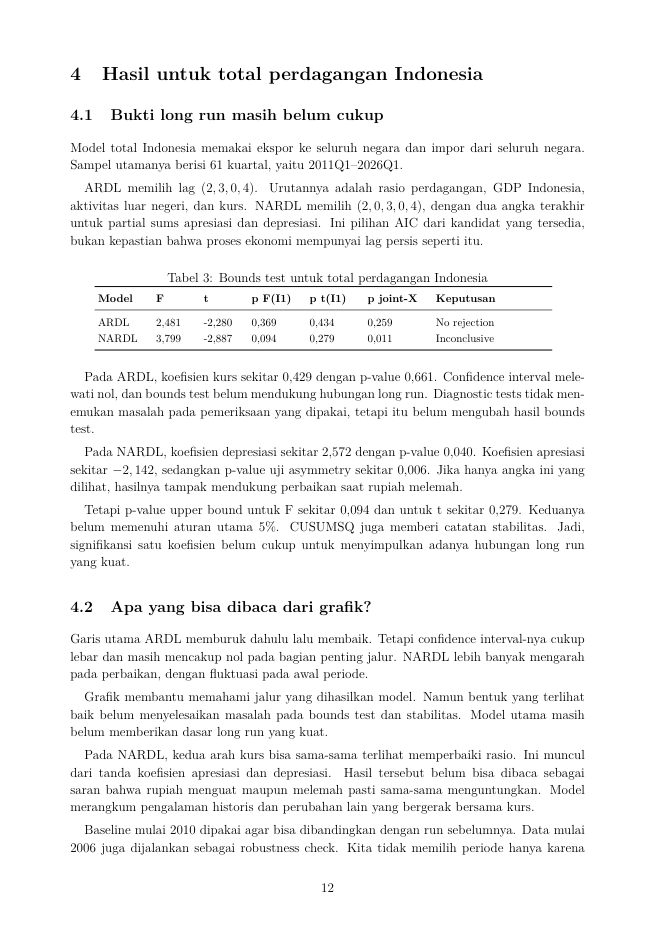 4 Hasil untuk total perdagangan Indonesia
4.1 Bukti long run masih belum cukup
Model total Indonesia memakai ekspor ke seluruh negara dan impor dari seluruh negara.
Sampel utamanya berisi 61 kuartal, yaitu 2011Q1–2026Q1.
ARDL memilih lag (2, 3, 0, 4). Urutannya adalah rasio perdagangan, GDP Indonesia,
aktivitas luar negeri, dan kurs. NARDL memilih (2, 0, 3, 0, 4), dengan dua angka terakhir
untuk partial sums apresiasi dan depresiasi. Ini pilihan AIC dari kandidat yang tersedia,
bukan kepastian bahwa proses ekonomi mempunyai lag persis seperti itu.
Tabel 3: Bounds test untuk total perdagangan Indonesia
Model F t p F(I1) p t(I1) p joint-X Keputusan
ARDL 2,481 -2,280 0,369 0,434 0,259 No rejection
NARDL 3,799 -2,887 0,094 0,279 0,011 Inconclusive
Pada ARDL, koefisien kurs sekitar 0,429 dengan p-value 0,661. Confidence interval mele-
wati nol, dan bounds test belum mendukung hubungan long run. Diagnostic tests tidak men-
emukan masalah pada pemeriksaan yang dipakai, tetapi itu belum mengubah hasil bounds
test.
Pada NARDL, koefisien depresiasi sekitar 2,572 dengan p-value 0,040. Koefisien apresiasi
sekitar −2, 142, sedangkan p-value uji asymmetry sekitar 0,006. Jika hanya angka ini yang
dilihat, hasilnya tampak mendukung perbaikan saat rupiah melemah.
Tetapi p-value upper bound untuk F sekitar 0,094 dan untuk t sekitar 0,279. Keduanya
belum memenuhi aturan utama 5%. CUSUMSQ juga memberi catatan stabilitas. Jadi,
signifikansi satu koefisien belum cukup untuk menyimpulkan adanya hubungan long run
yang kuat.
4.2 Apa yang bisa dibaca dari grafik?
Garis utama ARDL memburuk dahulu lalu membaik. Tetapi confidence interval-nya cukup
lebar dan masih mencakup nol pada bagian penting jalur. NARDL lebih banyak mengarah
pada perbaikan, dengan fluktuasi pada awal periode.
Grafik membantu memahami jalur yang dihasilkan model. Namun bentuk yang terlihat
baik belum menyelesaikan masalah pada bounds test dan stabilitas. Model utama masih
belum memberikan dasar long run yang kuat.
Pada NARDL, kedua arah kurs bisa sama-sama terlihat memperbaiki rasio. Ini muncul
dari tanda koefisien apresiasi dan depresiasi. Hasil tersebut belum bisa dibaca sebagai
saran bahwa rupiah menguat maupun melemah pasti sama-sama menguntungkan. Model
merangkum pengalaman historis dan perubahan lain yang bergerak bersama kurs.
Baseline mulai 2010 dipakai agar bisa dibandingkan dengan run sebelumnya. Data mulai
2006 juga dijalankan sebagai robustness check. Kita tidak memilih periode hanya karena
12